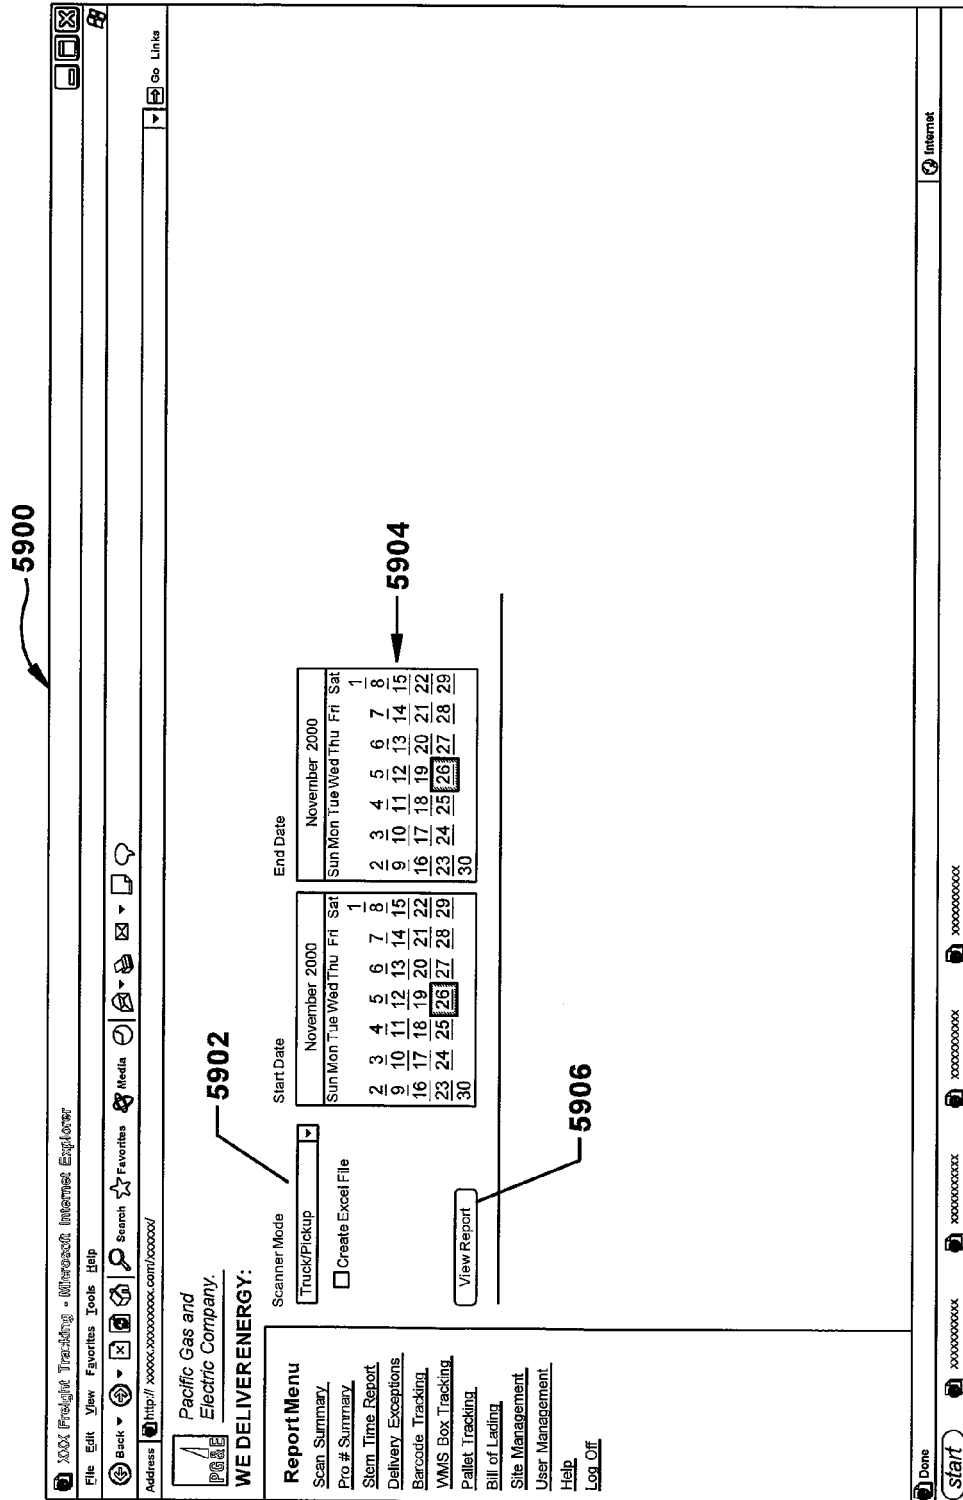 5900
XXX Freight Tracking - Microsoft Internet Explorer
File Edit View Favorites Tools Help
Back Search Favorites Media
Address http:// xxxxx.xxxxxxxxxx.com/xxxxxx/ Go Links
PG&E
Pacific Gas and
Electric Company.
WE DELIVER ENERGY:
Report Menu
Scan Summary
Pro # Summary
Stem Time Report
Delivery Exceptions
Barcode Tracking
WMS Box Tracking
Pallet Tracking
Bill of Lading
Site Management
User Management
Help
Log Off
5902
Scanner Mode
Truck/Pickup
Create Excel File
View Report
5906
Start Date
November 2000
Sun Mon Tue Wed Thu Fri Sat
1
2 3 4 5 6 7 8
9 10 11 12 13 14 15
16 17 18 19 20 21 22
23 24 25 26 27 28 29
30
End Date
November 2000
Sun Mon Tue Wed Thu Fri Sat
1
2 3 4 5 6 7 8
9 10 11 12 13 14 15
16 17 18 19 20 21 22
23 24 25 26 27 28 29
30
5904
Done Internet
start xxxxxxxxxxxx xxxxxxxxxxxx xxxxxxxxxxxx xxxxxxxxxxxx